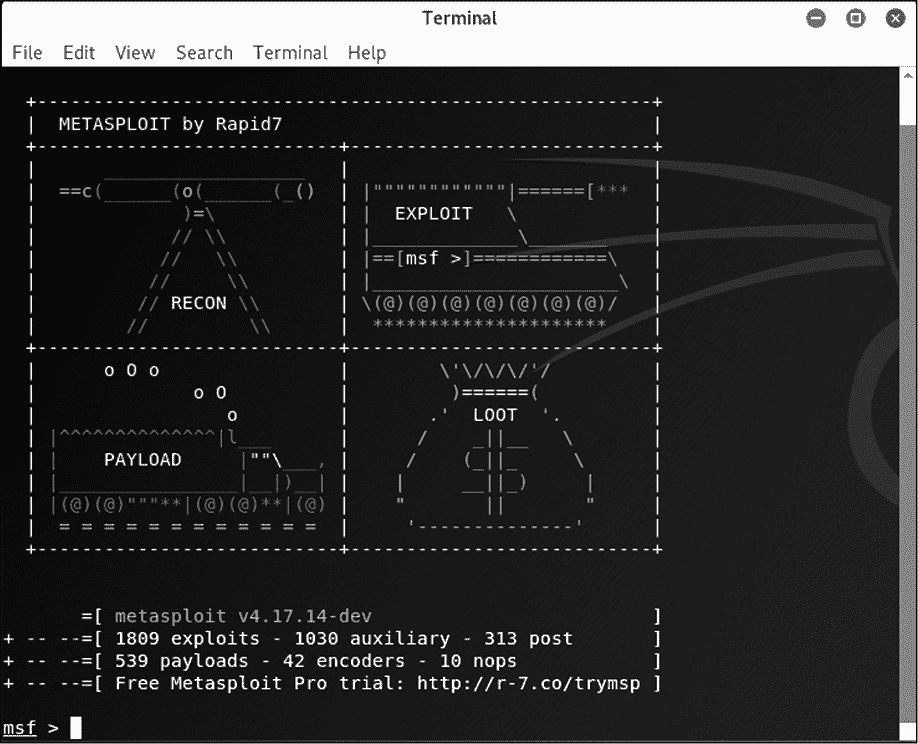 Terminal
File Edit View Search Terminal Help
METASPLOIT by Rapid7
==c(______(o(______(_() |""""""""""""|======[***
)=\ | EXPLOIT \
// \\ |_____________\_______
// \\ |==[msf >]============\
// \\ |______________________\
// RECON \\ \(@)(@)(@)(@)(@)(@)(@)/
// \\ *********************
o O o \'\/\/\/'/
o O )======(
o .' LOOT '.
|^^^^^^^^^^^^^^|l___ / _||__ \
| PAYLOAD |""\___, / (_||_ \
|________________|__|)__| | __||_) |
|(@)(@)"""**|(@)(@)**|(@) " || "
= = = = = = = = = = = = '--------------'
=[ metasploit v4.17.14-dev ]
+ -- --=[ 1809 exploits - 1030 auxiliary - 313 post ]
+ -- --=[ 539 payloads - 42 encoders - 10 nops ]
+ -- --=[ Free Metasploit Pro trial: http://r-7.co/trymsp ]
msf >